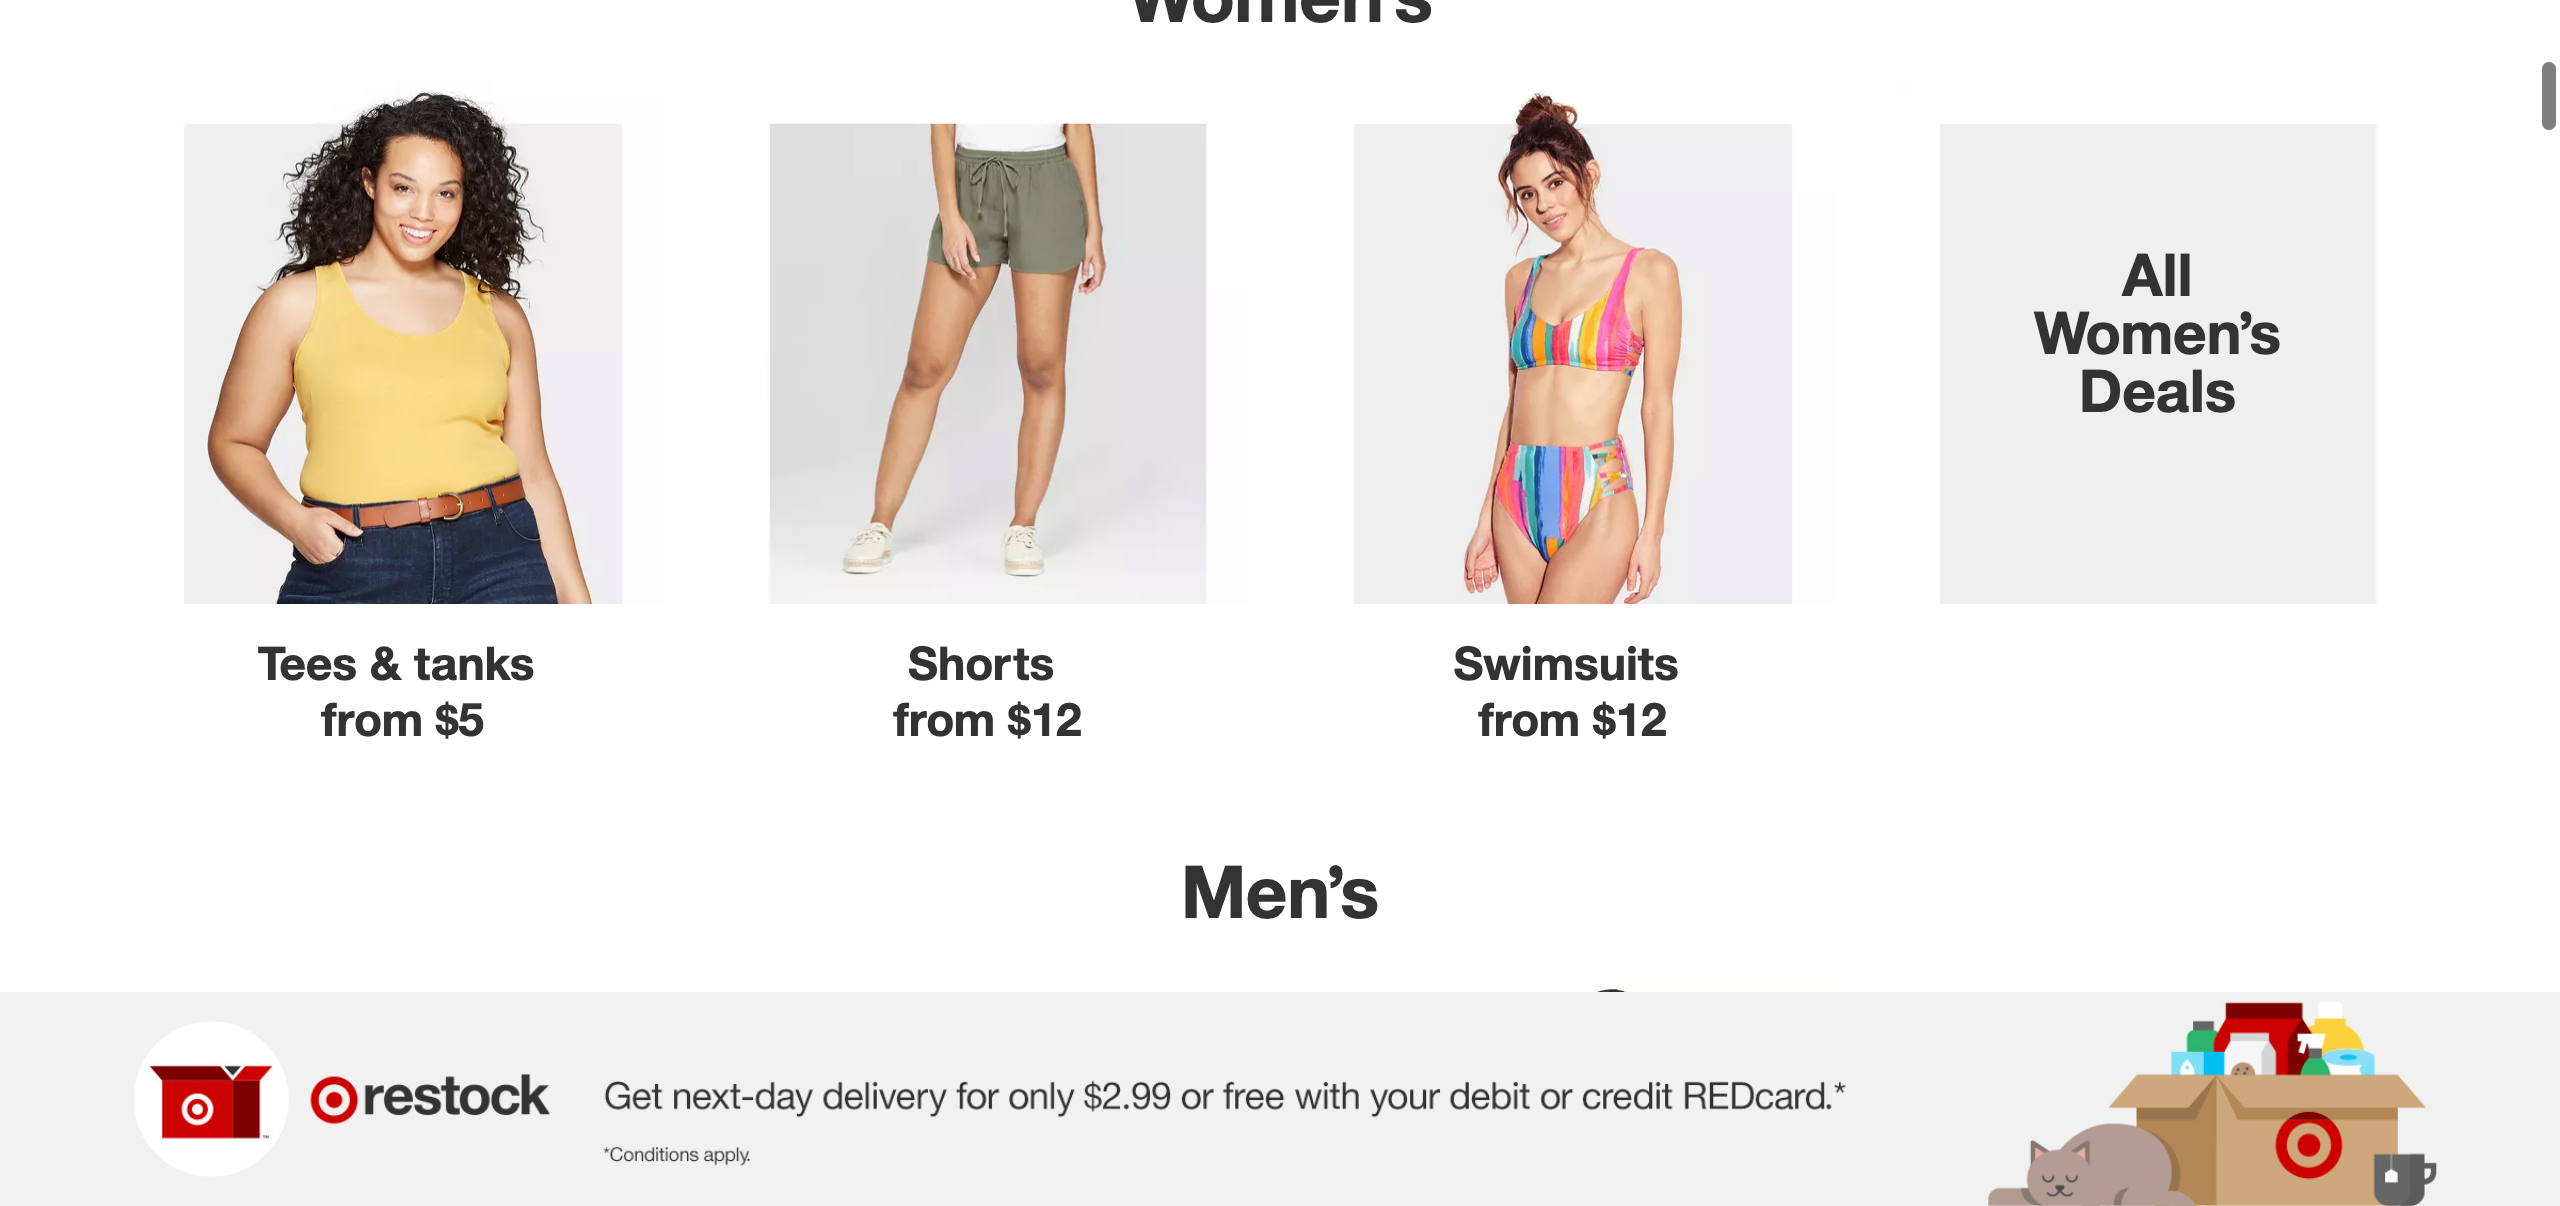 Women's
All
Women's
Deals
Tees & tanks
from $5
Shorts
from $12
Swimsuits
from $12
Men's
restock
Get next-day delivery for only $2.99 or free with your debit or credit REDcard.*
*Conditions apply.